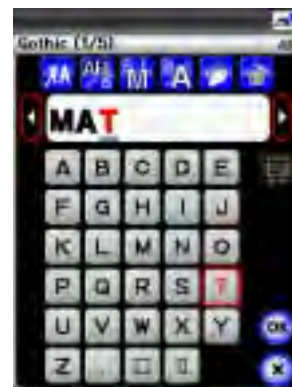 Gothic (1/5)
MAT
A B C D E
F G H I J
K L M N O
P Q R S T
U V W X Y
OK
Z .